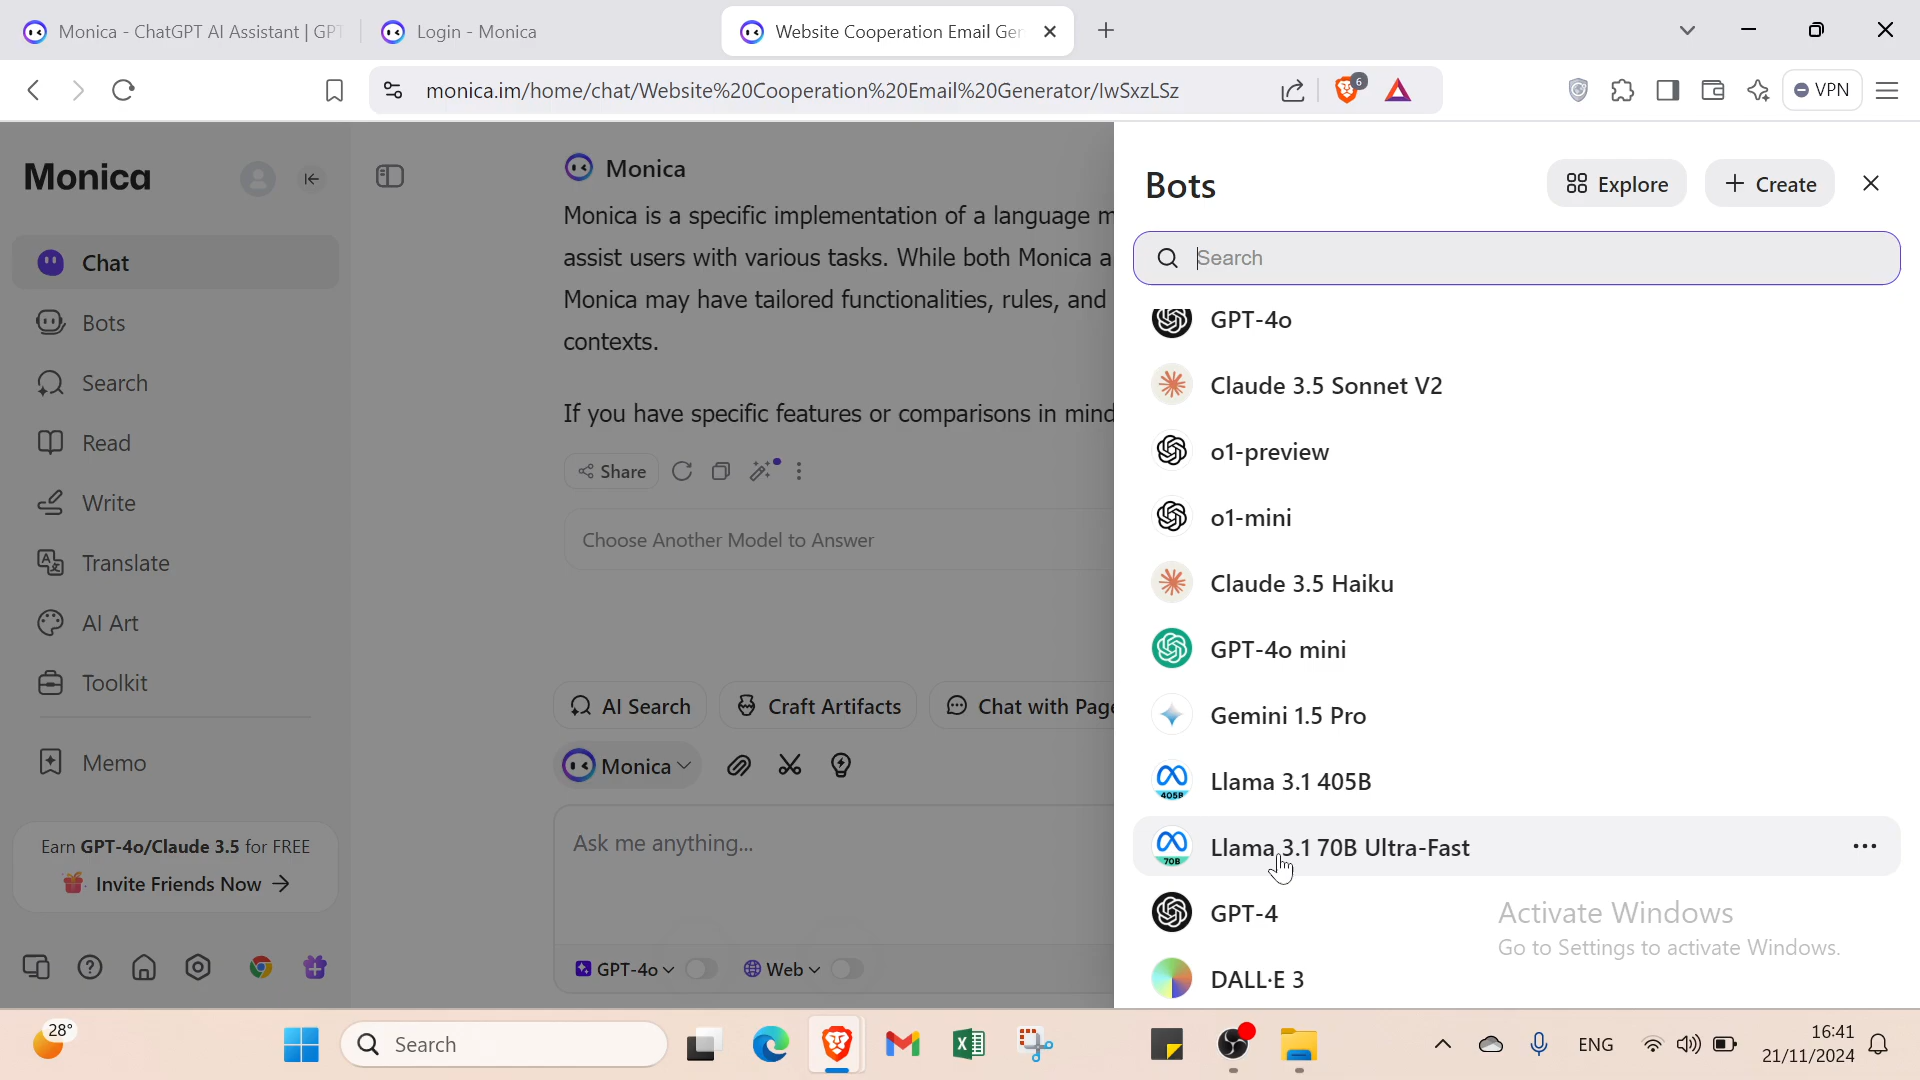 Monica - ChatGPT AI Assistant | GPT
Login - Monica
Website Cooperation Email Ger
monica.im/home/chat/Website%20Cooperation%20Email%20Generator/lwSxzLSz
6
VPN
Monica
Chat
Bots
Search
Read
Write
Translate
AI Art
Toolkit
Memo
Earn GPT-4o/Claude 3.5 for FREE
Invite Friends Now →
Monica
Monica is a specific implementation of a language m
assist users with various tasks. While both Monica a
Monica may have tailored functionalities, rules, and
contexts.
If you have specific features or comparisons in mind
Share
Choose Another Model to Answer
AI Search
Craft Artifacts
Chat with Page
Monica
Ask me anything...
GPT-4o
Web
Bots
Explore
+ Create
Search
GPT-4o
Claude 3.5 Sonnet V2
o1-preview
o1-mini
Claude 3.5 Haiku
GPT-4o mini
Gemini 1.5 Pro
405B
Llama 3.1 405B
70B
Llama 3.1 70B Ultra-Fast
GPT-4
DALL·E 3
Activate Windows
Go to Settings to activate Windows.
28°
Search
ENG
16:41
21/11/2024